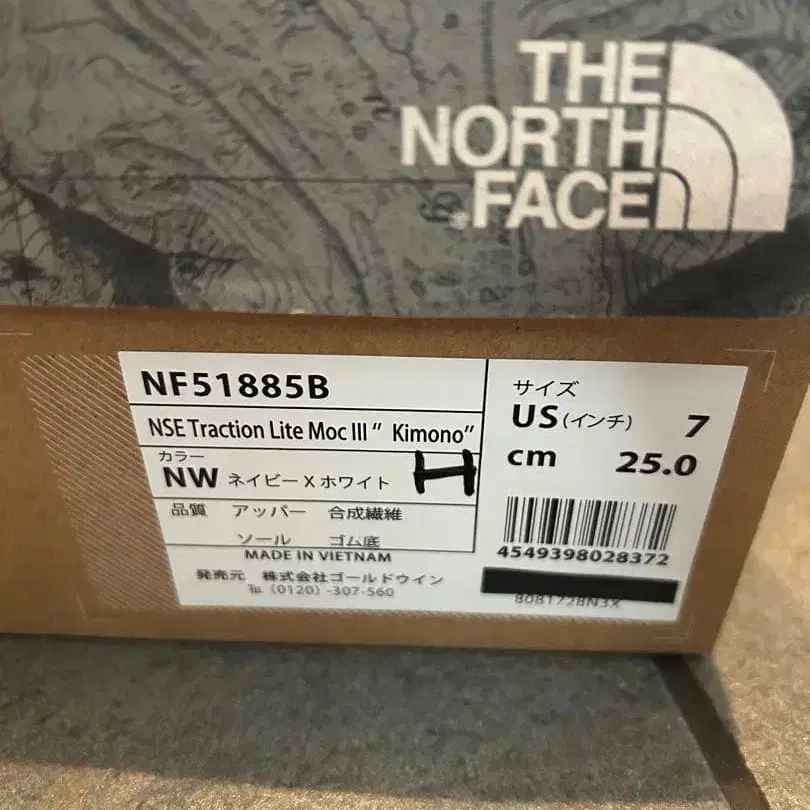 THE
NORTH
FACE
NF51885B
NSE Traction Lite Moc III " Kimono"
カラー
NW ネイビー X ホワイト H
品質 アッパー 合成繊維
ソール ゴム底
MADE IN VIETNAM
発売元 株式会社ゴールドウイン
℡ (0120) -307-560
サイズ
US (インチ) 7
cm 25.0
4549398028372
8081728N3X